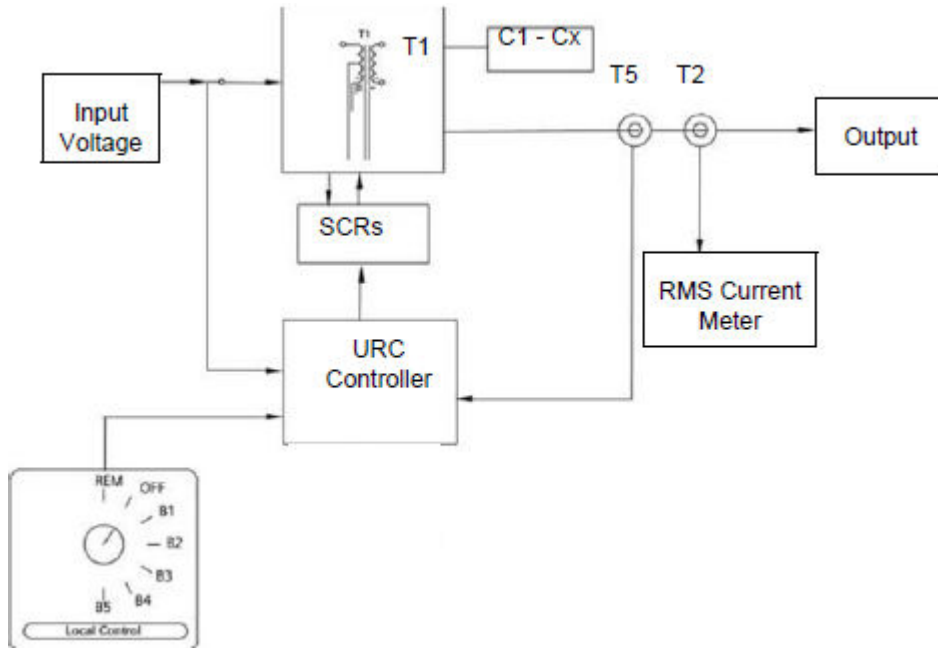 T1
T1
C1 - Cx
T5
T2
Input
Voltage
Output
SCRs
RMS Current
Meter
URC
Controller
REM
OFF
B1
B2
B3
B4
B5
Local Control